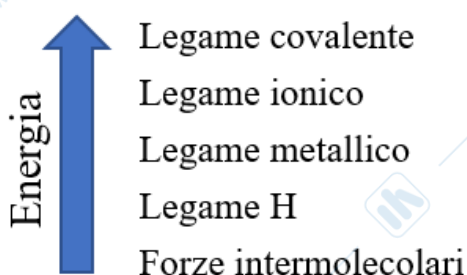 Energia
Legame covalente
Legame ionico
Legame metallico
Legame H
Forze intermolecolari